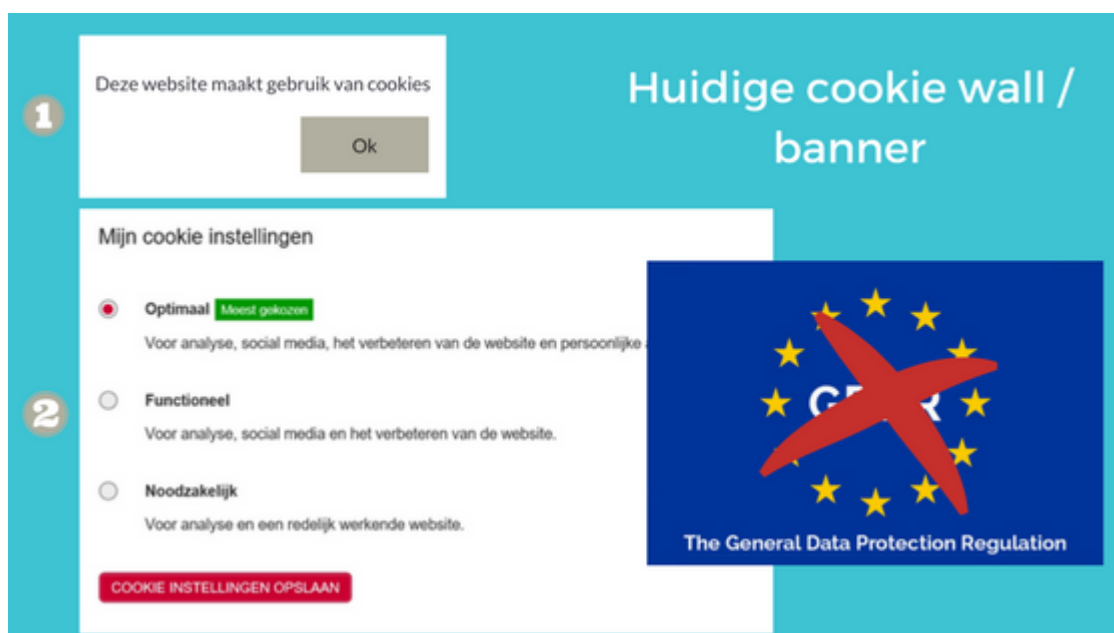 Huidige cookie wall /
banner
1
Deze website maakt gebruik van cookies
Ok
2
Mijn cookie instellingen
Optimaal Meest gekozen
Voor analyse, social media, het verbeteren van de website en persoonlijke
Functioneel
Voor analyse, social media en het verbeteren van de website.
Noodzakelijk
Voor analyse en een redelijk werkende website.
COOKIE INSTELLINGEN OPSLAAN
The General Data Protection Regulation